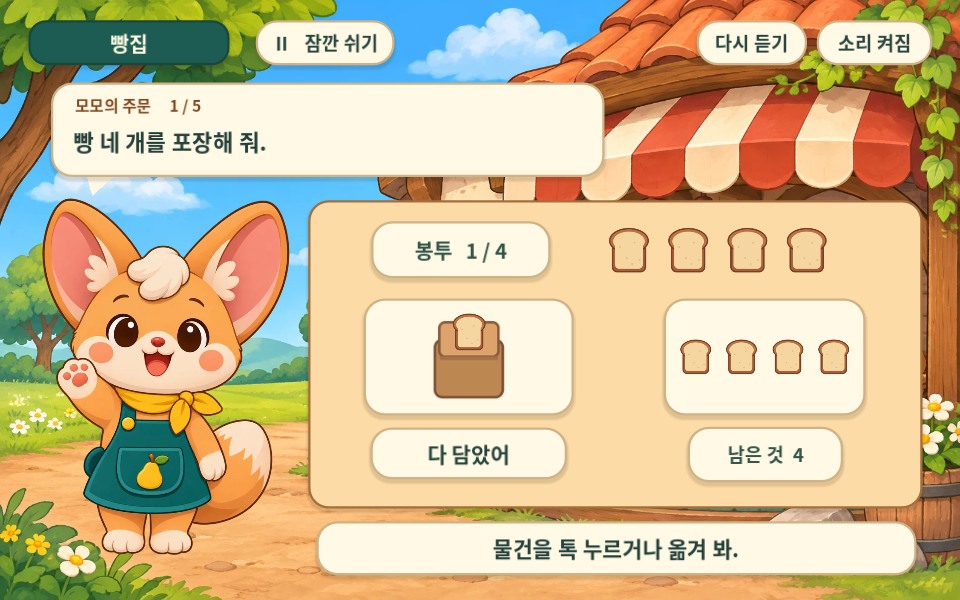 빵집
잠깐 쉬기
다시 듣기
소리 켜짐
모모의 주문 1 / 5
빵 네 개를 포장해 줘.
봉투 1 / 4
다 담았어
남은 것 4
물건을 톡 누르거나 옮겨 봐.